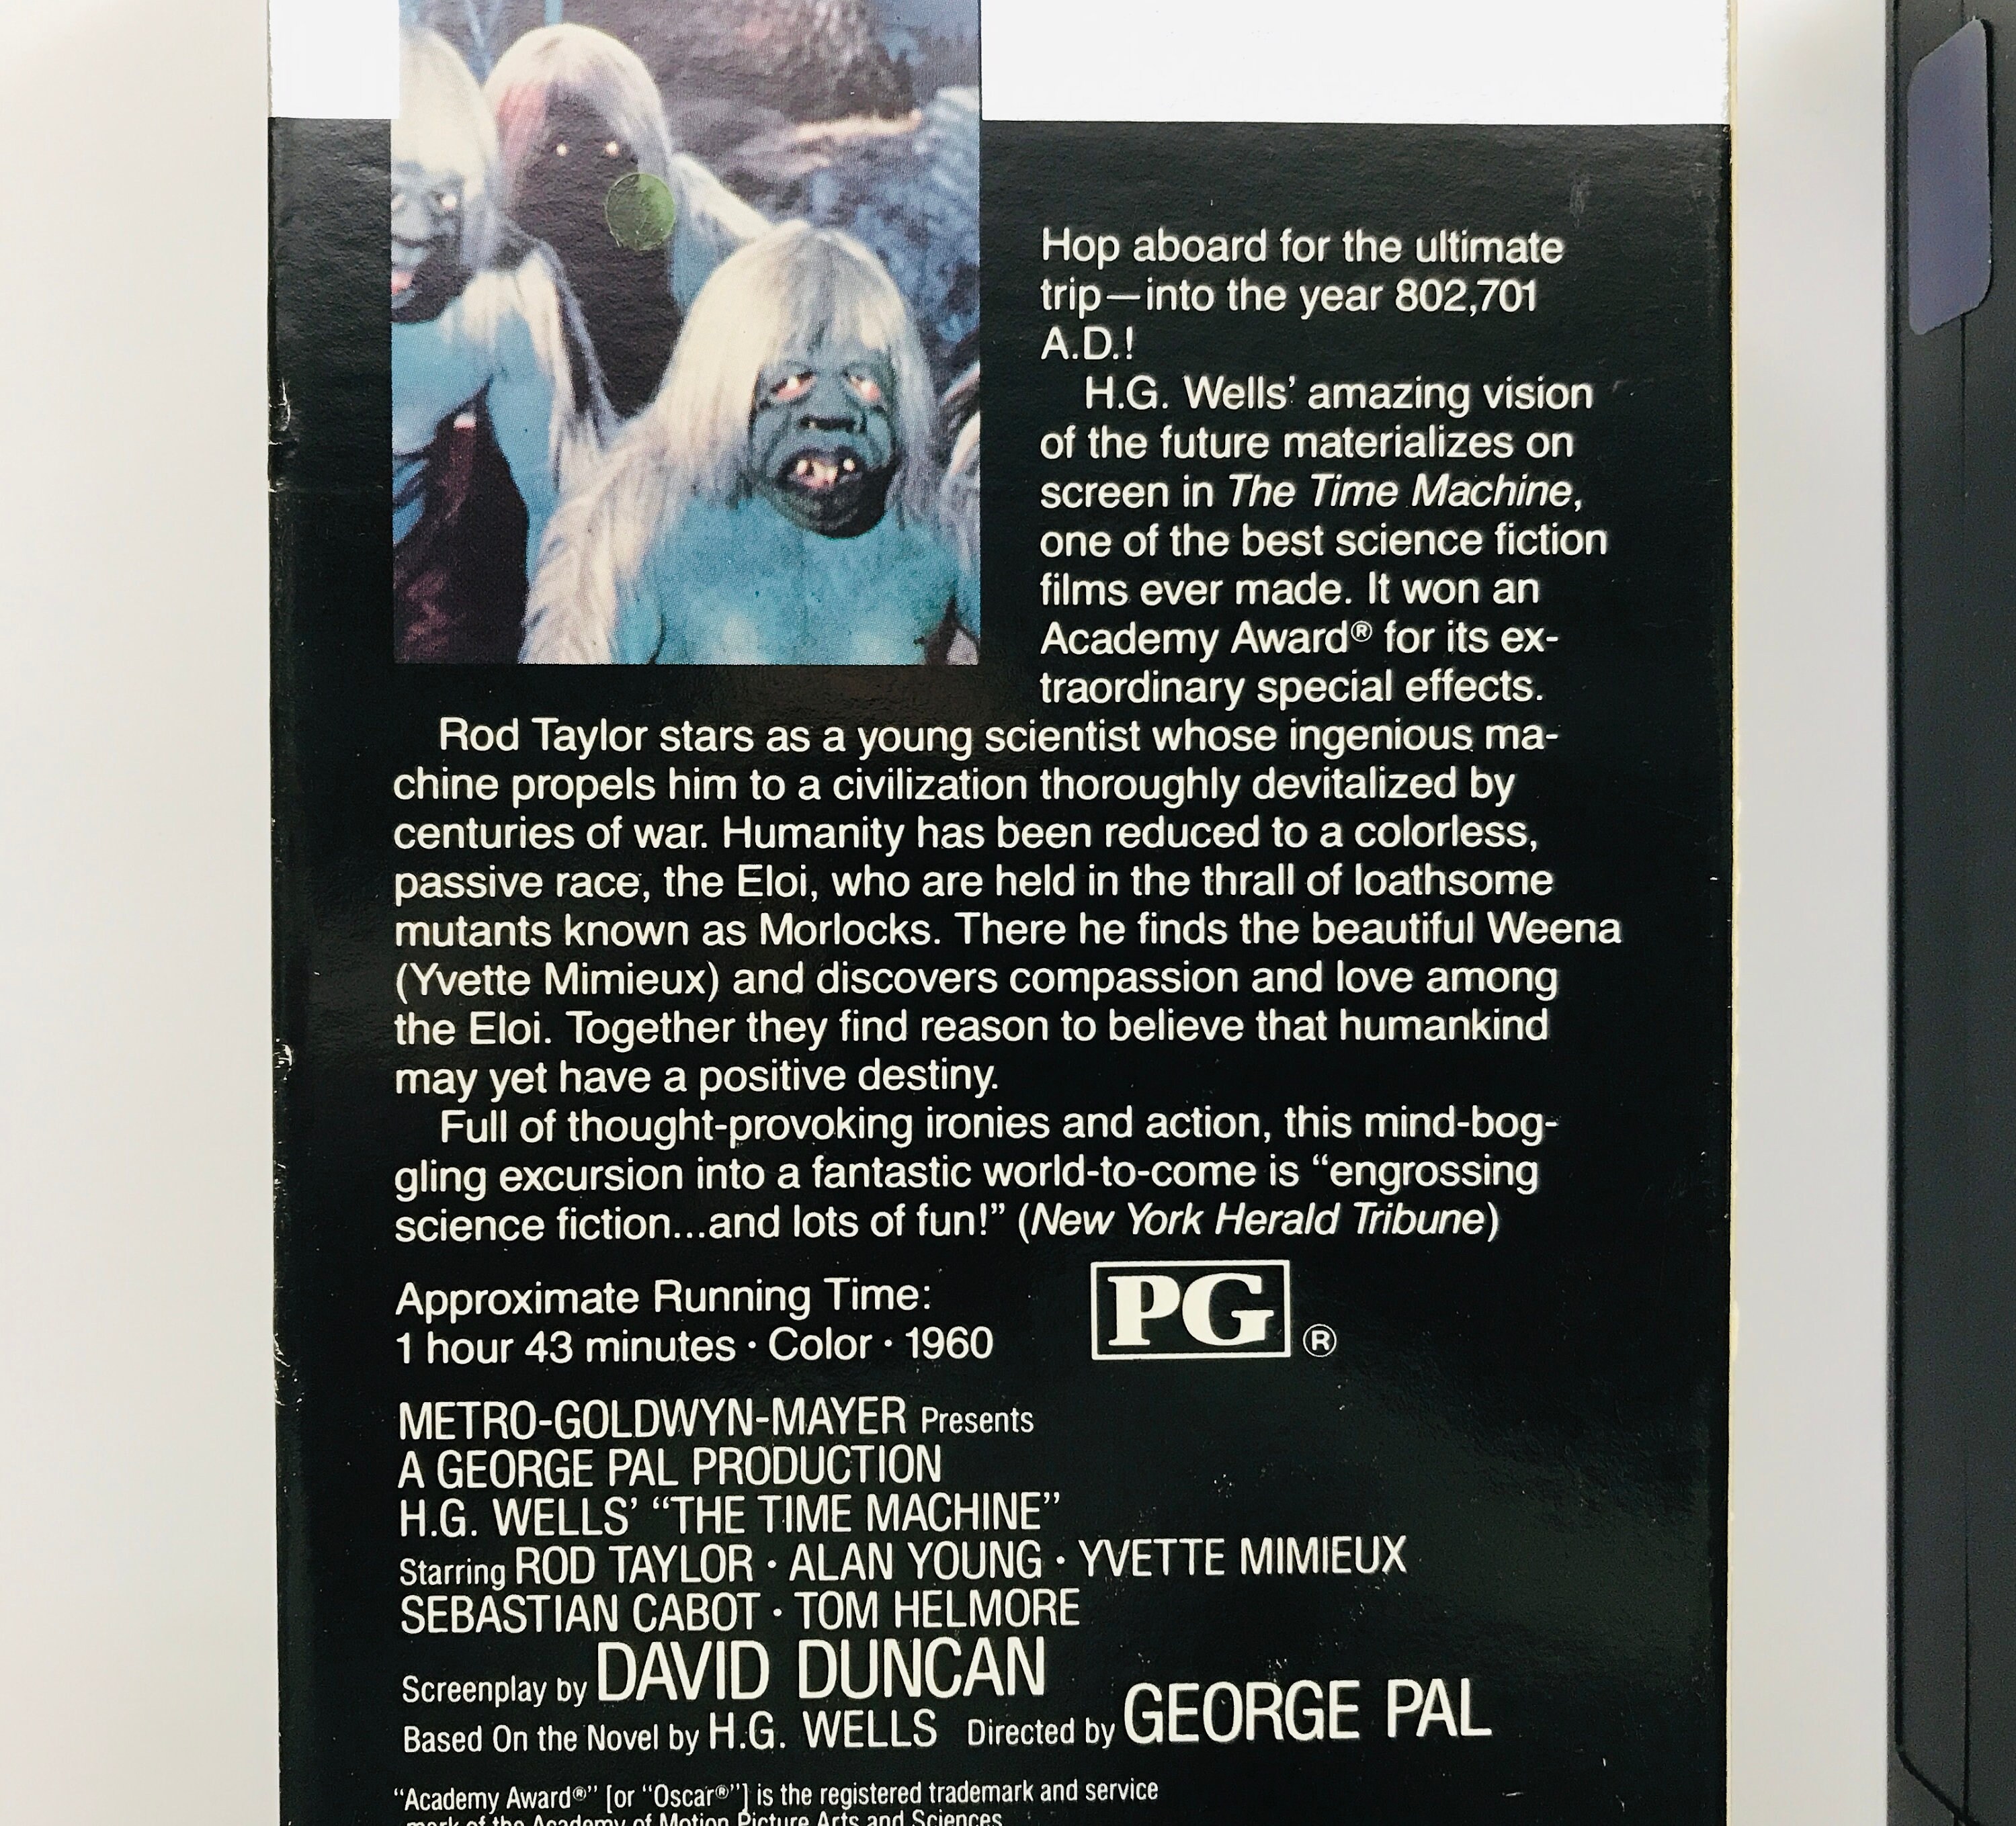 Hop aboard for the ultimate
trip—into the year 802,701
A.D.!
H.G. Wells’ amazing vision
of the future materializes on
screen in The Time Machine,
one of the best science fiction
films ever made. It won an
Academy Award® for its ex-
traordinary special effects.
Rod Taylor stars as a young scientist whose ingenious ma-
chine propels him to a civilization thoroughly devitalized by
centuries of war. Humanity has been reduced to a colorless,
passive race, the Eloi, who are held in the thrall of loathsome
mutants known as Morlocks. There he finds the beautiful Weena
(Yvette Mimieux) and discovers compassion and love among
the Eloi. Together they find reason to believe that humankind
may yet have a positive destiny.
Full of thought-provoking ironies and action, this mind-bog-
gling excursion into a fantastic world-to-come is “engrossing
science fiction...and lots of fun!” (New York Herald Tribune)
Approximate Running Time:
1 hour 43 minutes · Color · 1960
PG ®
METRO-GOLDWYN-MAYER Presents
A GEORGE PAL PRODUCTION
H.G. WELLS’ “THE TIME MACHINE”
Starring ROD TAYLOR · ALAN YOUNG · YVETTE MIMIEUX
SEBASTIAN CABOT · TOM HELMORE
Screenplay by DAVID DUNCAN
Based On the Novel by H.G. WELLS Directed by GEORGE PAL
“Academy Award®” [or “Oscar®”] is the registered trademark and service
mark of the Academy of Motion Picture Arts and Sciences